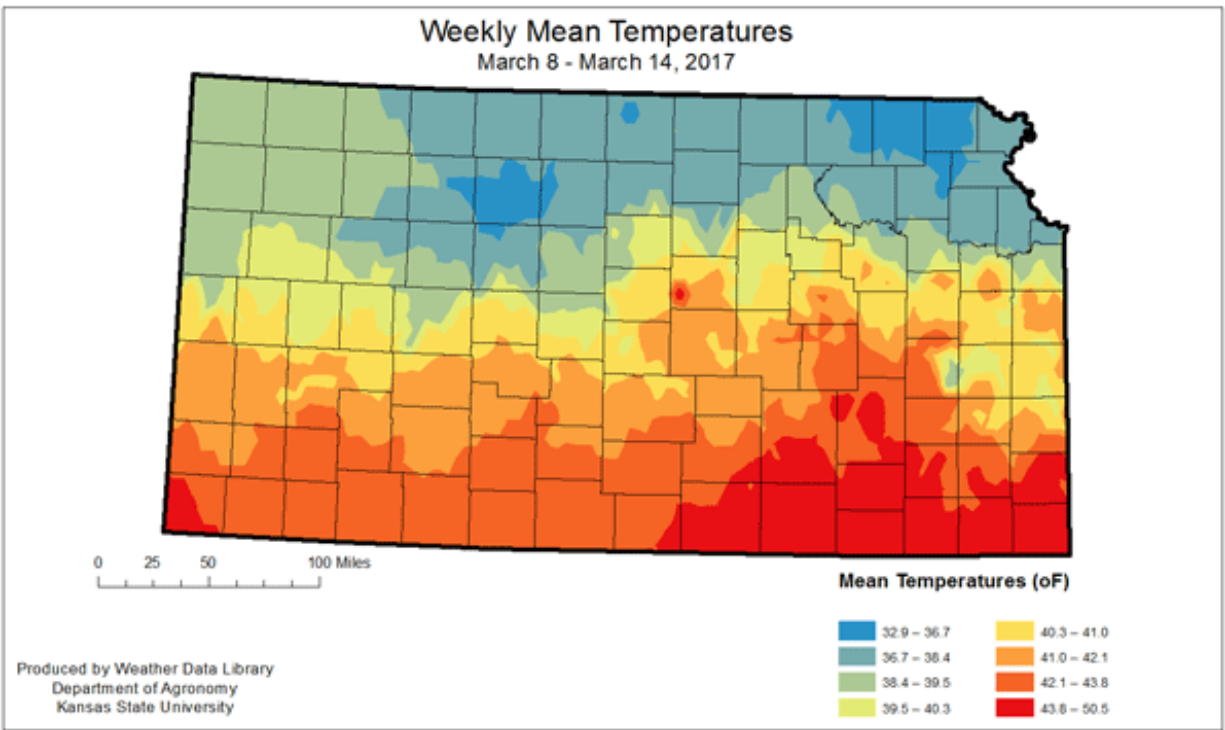 Weekly Mean Temperatures
March 8 - March 14, 2017
0 25 50 100 Miles
Mean Temperatures (oF)
32.9 – 36.7
36.7 – 38.4
38.4 – 39.5
39.5 – 40.3
40.3 – 41.0
41.0 – 42.1
42.1 – 43.8
43.8 – 50.5
Produced by Weather Data Library
Department of Agronomy
Kansas State University